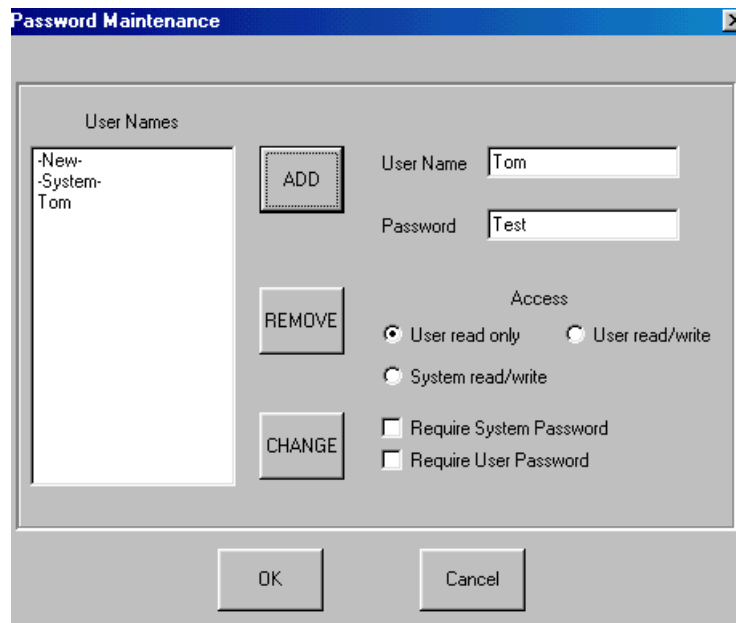 Password Maintenance
User Names
-New-
-System-
Tom
ADD
REMOVE
CHANGE
User Name Tom
Password Test
Access
User read only User read/write
System read/write
Require System Password
Require User Password
OK Cancel